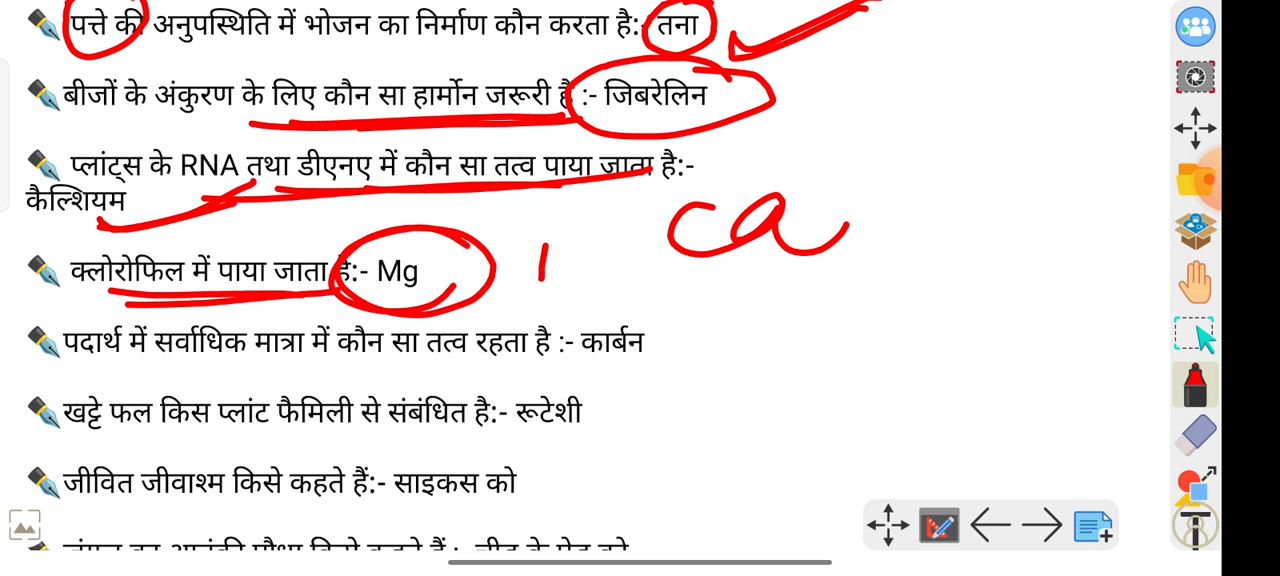 पत्ते की अनुपस्थिति में भोजन का निर्माण कौन करता है:- तना
बीजों के अंकुरण के लिए कौन सा हार्मोन जरूरी है :- जिबरेलिन
प्लांट्स के RNA तथा डीएनए में कौन सा तत्व पाया जाता है:-
कैल्शियम
ca
क्लोरोफिल में पाया जाता है:- Mg
पदार्थ में सर्वाधिक मात्रा में कौन सा तत्व रहता है :- कार्बन
खट्टे फल किस प्लांट फैमिली से संबंधित है:- रूटेशी
जीवित जीवाश्म किसे कहते हैं:- साइकस को